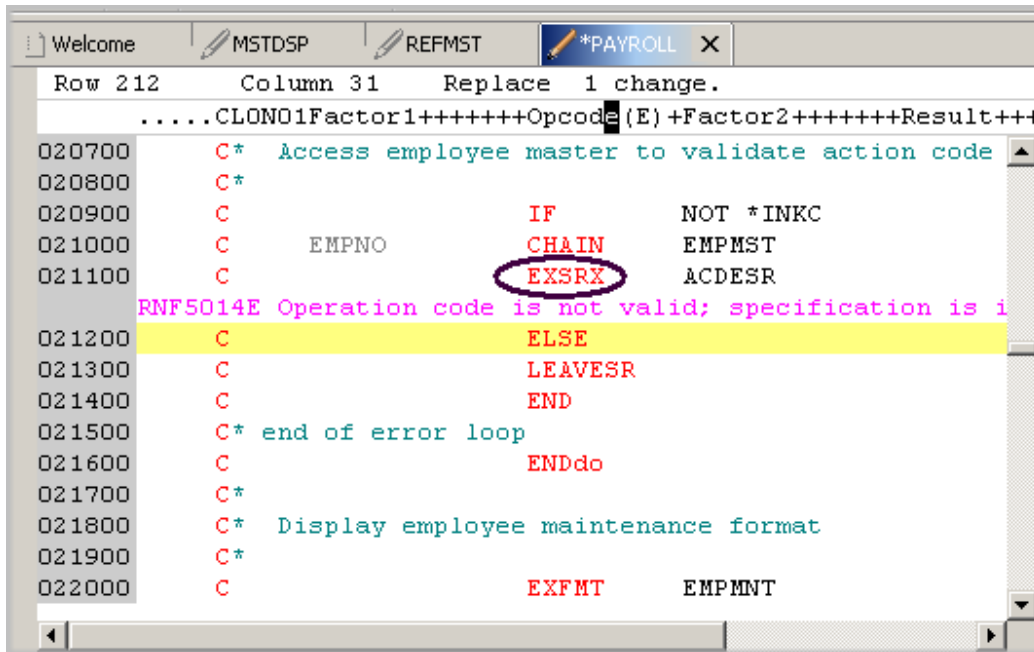 Welcome MSTDSP REFMST *PAYROLL X
Row 212 Column 31 Replace 1 change.
.....CL0N01Factor1+++++++Opcode(E)+Factor2+++++++Result+++
020700 C* Access employee master to validate action code
020800 C*
020900 C IF NOT *INKC
021000 C EMPNO CHAIN EMPMST
021100 C EXSRX ACDESR
RNF5014E Operation code is not valid; specification is i
021200 C ELSE
021300 C LEAVESR
021400 C END
021500 C* end of error loop
021600 C ENDdo
021700 C*
021800 C* Display employee maintenance format
021900 C*
022000 C EXFMT EMPMNT